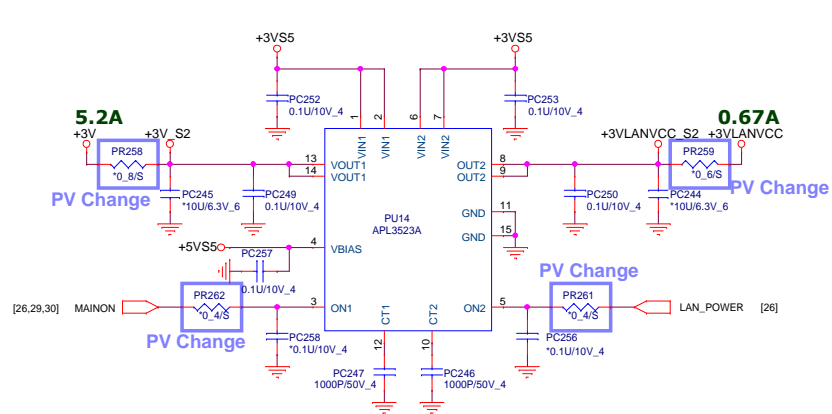 +3VS5
+3VS5
PC252
0.1U/10V_4
PC253
0.1U/10V_4
5.2A
+3V
+3V_S2
PR258
*0_8/S
PV Change
PC245
*10U/6.3V_6
PC249
0.1U/10V_4
1
2
6
7
VIN1
VIN1
VIN2
VIN2
13
14
VOUT1
VOUT1
OUT2
OUT2
8
9
0.67A
+3VLANVCC_S2
+3VLANVCC
PR259
*0_6/S
PV Change
PC250
0.1U/10V_4
PC244
*10U/6.3V_6
PU14
APL3523A
GND
11
GND
15
+5VS5
4
VBIAS
PC257
0.1U/10V_4
[26,29,30]
MAINON
PR262
*0_4/S
PV Change
3
ON1
PC258
*0.1U/10V_4
CT1
CT2
12
10
ON2
5
PV Change
PR261
*0_4/S
LAN_POWER
[26]
PC256
*0.1U/10V_4
PC247
1000P/50V_4
PC246
1000P/50V_4